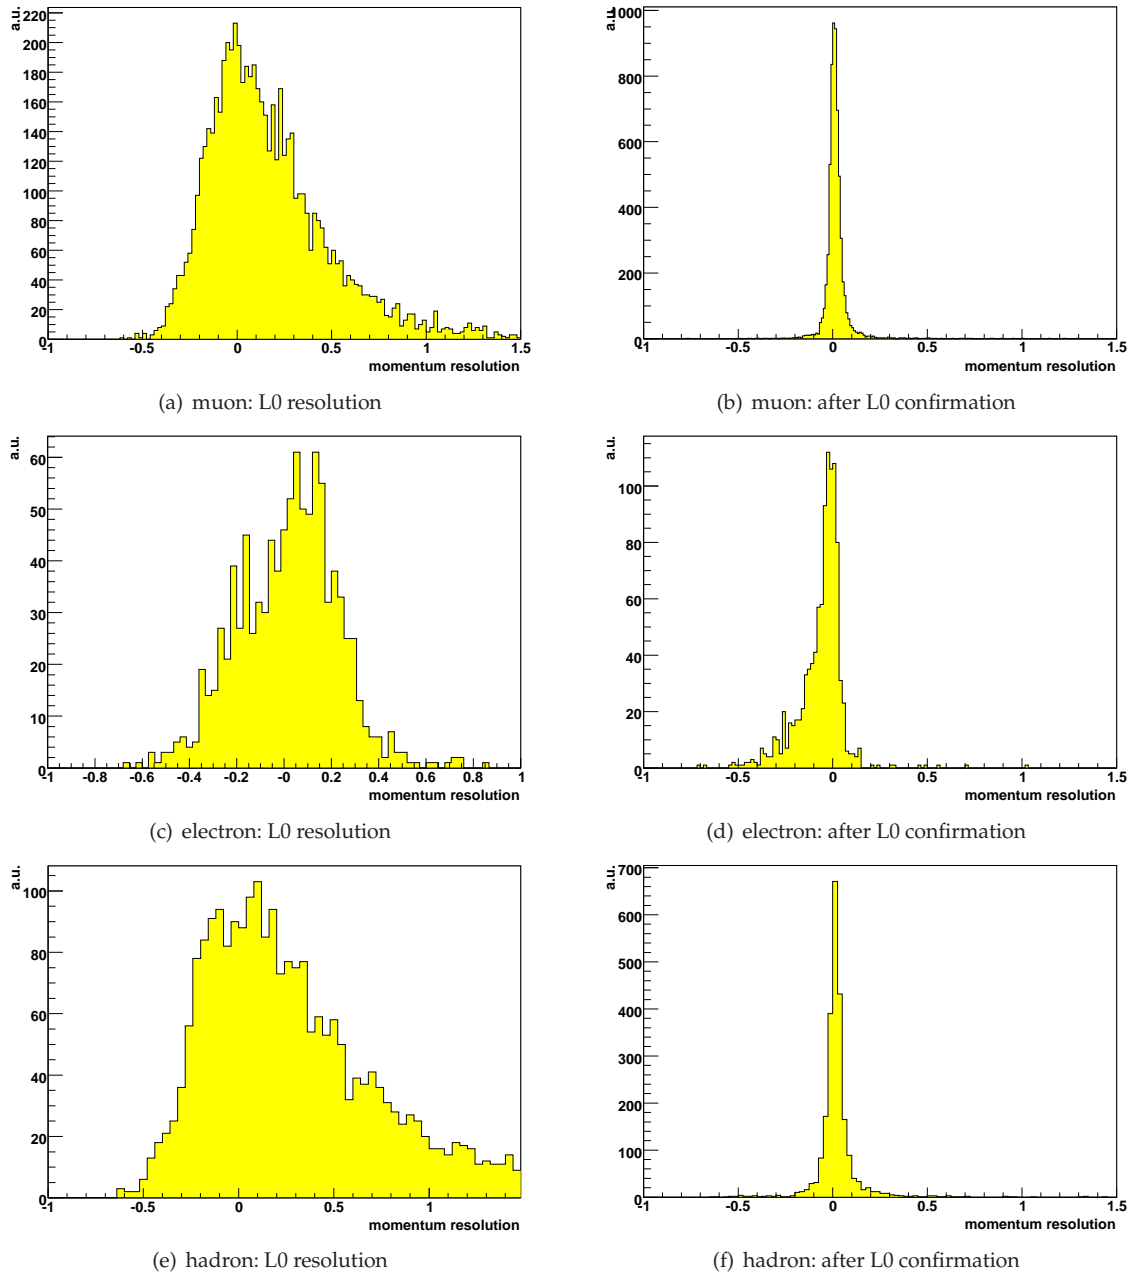 a.u.
220
200
180
160
140
120
100
80
60
40
20
0
-1 -0.5 0 0.5 1 1.5
momentum resolution
(a) muon: L0 resolution
a.u.
1000
800
600
400
200
0
-1 -0.5 0 0.5 1 1.5
momentum resolution
(b) muon: after L0 confirmation
a.u.
60
50
40
30
20
10
0
-1 -0.8 -0.6 -0.4 -0.2 -0 0.2 0.4 0.6 0.8 1
momentum resolution
(c) electron: L0 resolution
a.u.
100
80
60
40
20
0
-1 -0.5 0 0.5 1 1.5
momentum resolution
(d) electron: after L0 confirmation
a.u.
100
80
60
40
20
0
-1 -0.5 0 0.5 1
momentum resolution
(e) hadron: L0 resolution
a.u.
700
600
500
400
300
200
100
0
-1 -0.5 0 0.5 1 1.5
momentum resolution
(f) hadron: after L0 confirmation